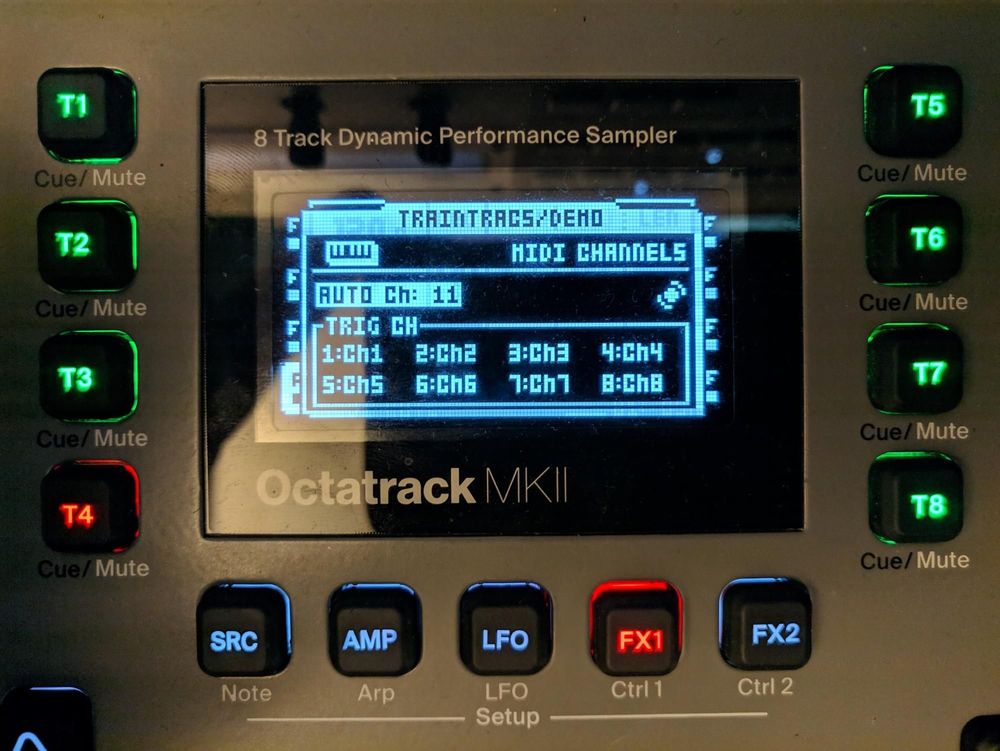 8 Track Dynamic Performance Sampler
TRAINTRACS/DEMO
MIDI CHANNELS
AUTO Ch: 11
TRIG CH
1:Ch1 2:Ch2 3:Ch3 4:Ch4
5:Ch5 6:Ch6 7:Ch7 8:Ch8
Octatrack MKII
T1
Cue/Mute
T2
Cue/Mute
T3
Cue/Mute
T4
Cue/Mute
T5
Cue/Mute
T6
Cue/Mute
T7
Cue/Mute
T8
Cue/Mute
SRC AMP LFO FX1 FX2
Note Arp LFO Ctrl 1 Ctrl 2
Setup